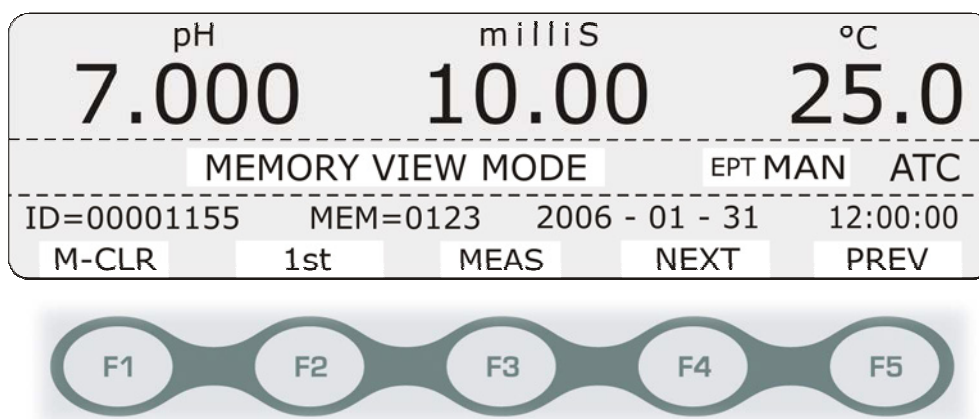 pH milliS °C
7.000 10.00 25.0
MEMORY VIEW MODE EPT MAN ATC
ID=00001155 MEM=0123 2006 - 01 - 31 12:00:00
M-CLR 1st MEAS NEXT PREV
F1 F2 F3 F4 F5